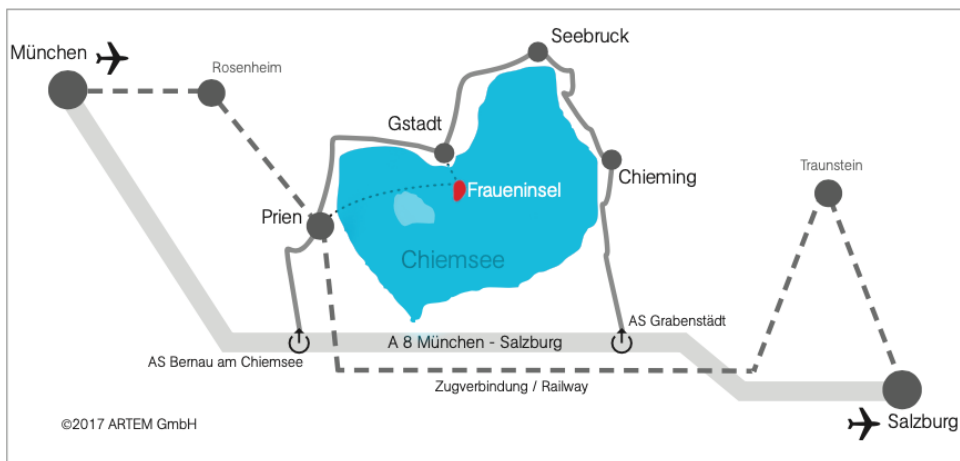 München
Rosenheim
Seebruck
Gstadt
Chieming
Traunstein
Fraueninsel
Prien
Chiemsee
AS Grabenstädt
A 8 München - Salzburg
AS Bernau am Chiemsee
Zugverbindung / Railway
©2017 ARTEM GmbH
Salzburg